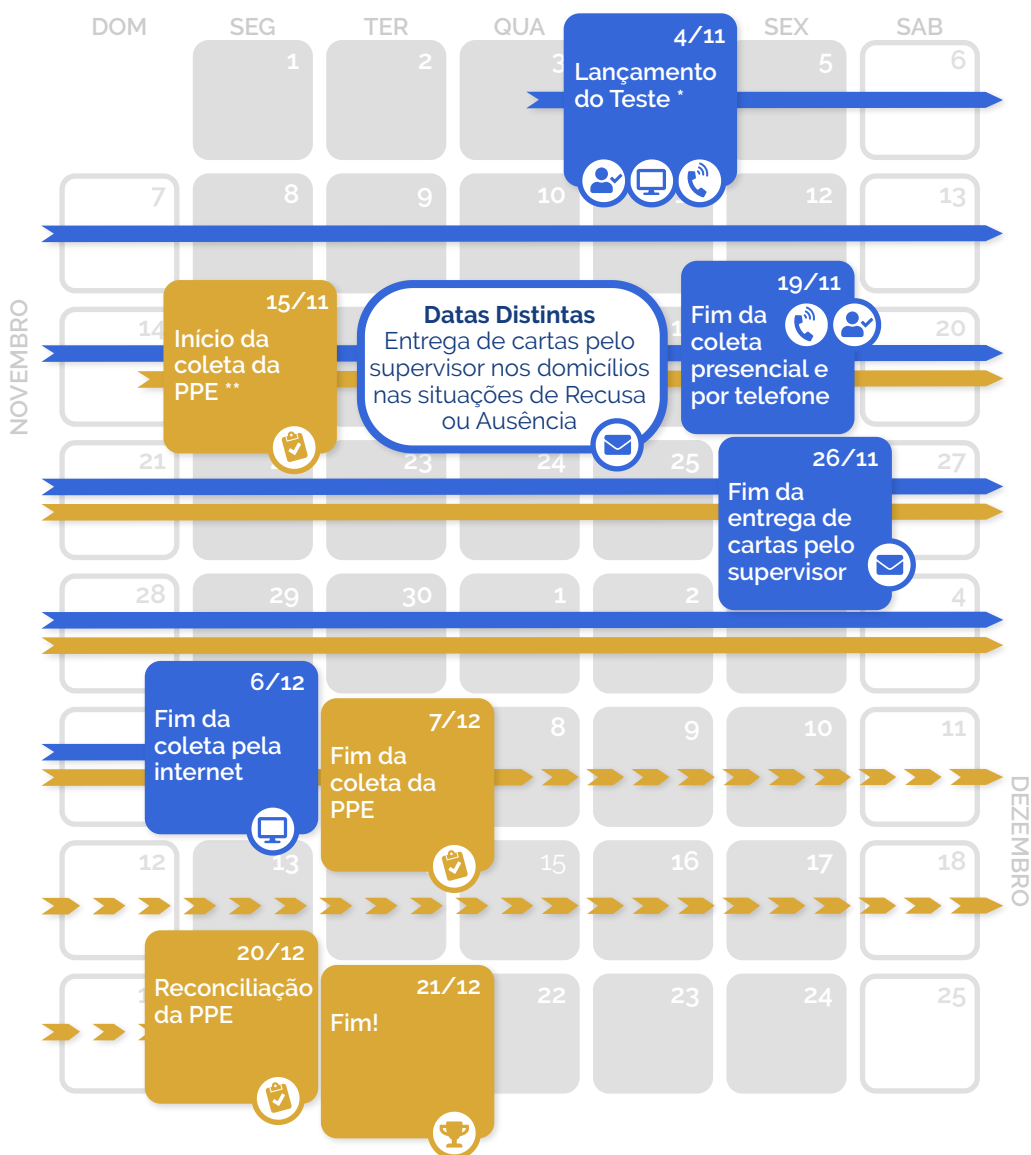 DOM SEG TER QUA SEX SAB
1 2 3 4/11 5 6
Lançamento
do Teste *
7 8 9 10 12 13
NOVEMBRO
14
15/11
Início da
coleta da
PPE **
Datas Distintas
Entrega de cartas pelo
supervisor nos domicílios
nas situações de Recusa
ou Ausência
19/11
Fim da
coleta
presencial e
por telefone
20
21 23 24 25
26/11
Fim da
entrega de
cartas pelo
supervisor
27
28 29 30 1 2 4
6/12
Fim da
coleta pela
internet
7/12
Fim da
coleta da
PPE
8 9 10 11
DEZEMBRO
12 13 15 16 17 18
20/12
Reconciliação
da PPE
21/12
Fim!
22 23 24 25